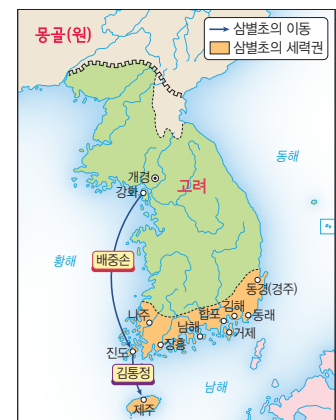 몽골(원)
삼별초의 이동
삼별초의 세력권
동해
개경
강화
고려
황해
배중손
동경(경주)
나주
합포
김해
동래
남해
거제
장흥
진도
김통정
남해
제주